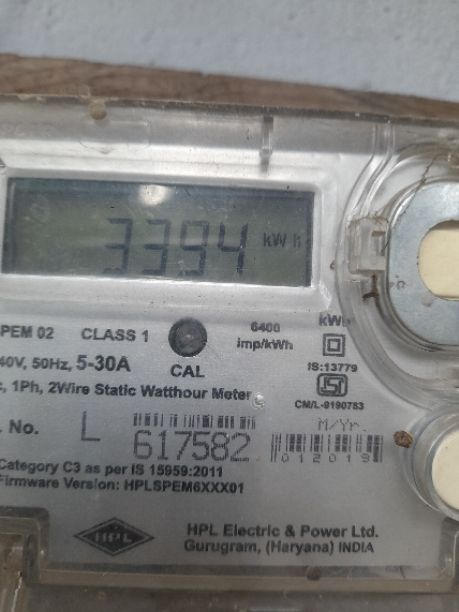 3394 kWh
PEM 02 CLASS 1 6400 imp/kWh kWh
40V, 50Hz, 5-30A CAL IS:13779
, 1Ph, 2Wire Static Watthour Meter CM/L-9190783
. No. L 617582 M/Yr. 012019
Category C3 as per IS 15959:2011
Firmware Version: HPLSPEM6XXX01
HPL HPL Electric & Power Ltd.
Gurugram, (Haryana) INDIA